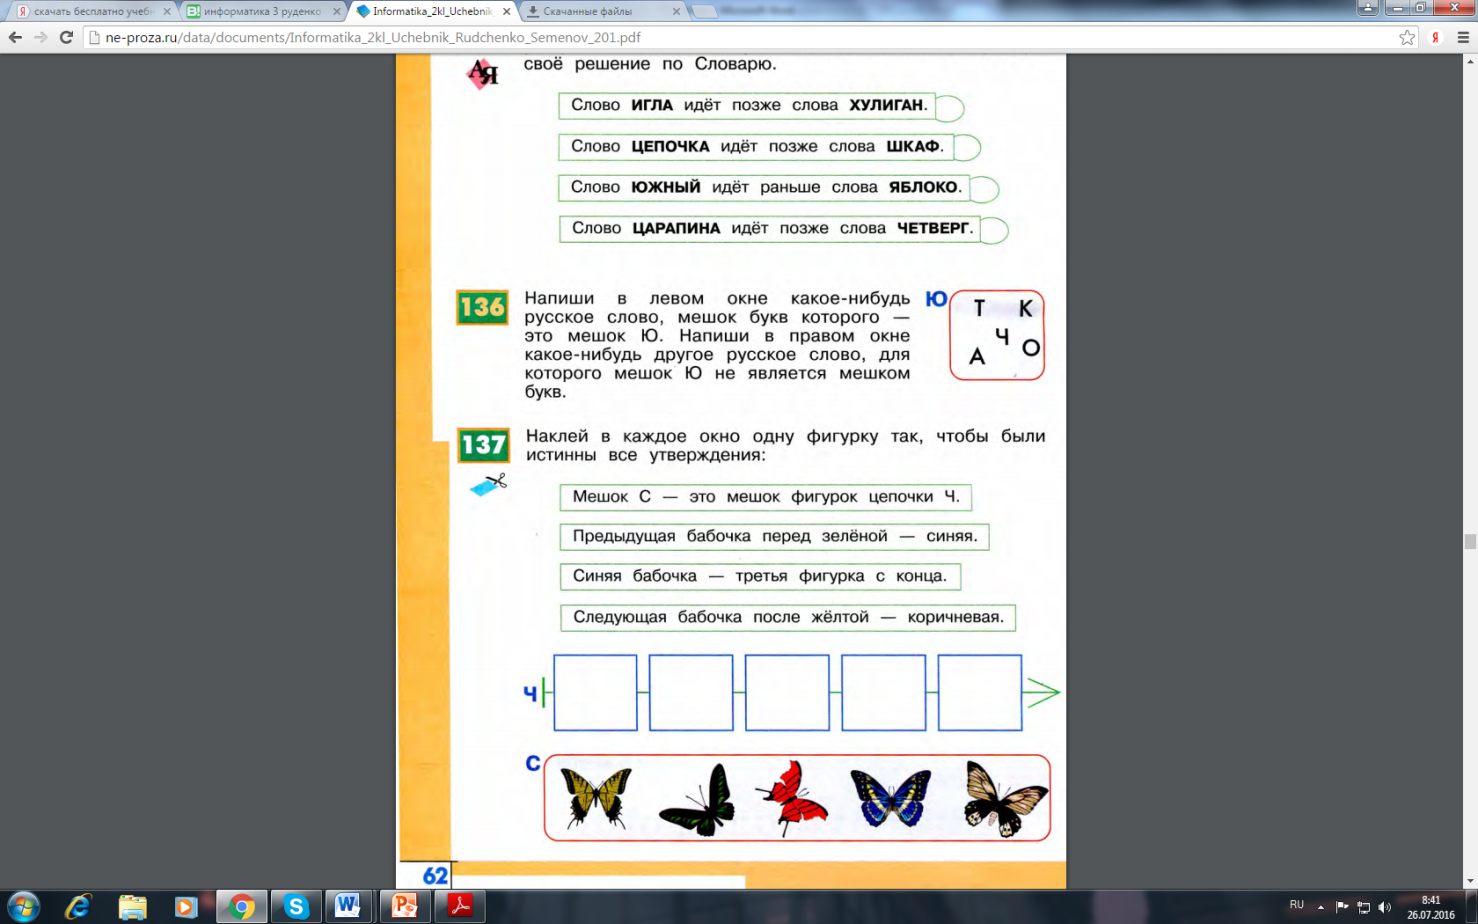 скачать бесплатно учебн
информатика 3 руденко
Informatika_2kl_Uchebnik_
Скачанные файлы
ne-proza.ru/data/documents/Informatika_2kl_Uchebnik_Rudchenko_Semenov_201.pdf
АЯ
своё решение по Словарю.
Слово ИГЛА идёт позже слова ХУЛИГАН.
Слово ЦЕПОЧКА идёт позже слова ШКАФ.
Слово ЮЖНЫЙ идёт раньше слова ЯБЛОКО.
Слово ЦАРАПИНА идёт позже слова ЧЕТВЕРГ.
136
Напиши в левом окне какое-нибудь
русское слово, мешок букв которого —
это мешок Ю. Напиши в правом окне
какое-нибудь другое русское слово, для
которого мешок Ю не является мешком
букв.
Ю
Т К
Ч
А О
137
Наклей в каждое окно одну фигурку так, чтобы были
истинны все утверждения:
Мешок С — это мешок фигурок цепочки Ч.
Предыдущая бабочка перед зелёной — синяя.
Синяя бабочка — третья фигурка с конца.
Следующая бабочка после жёлтой — коричневая.
Ч
С
62
RU
8:41
26.07.2016